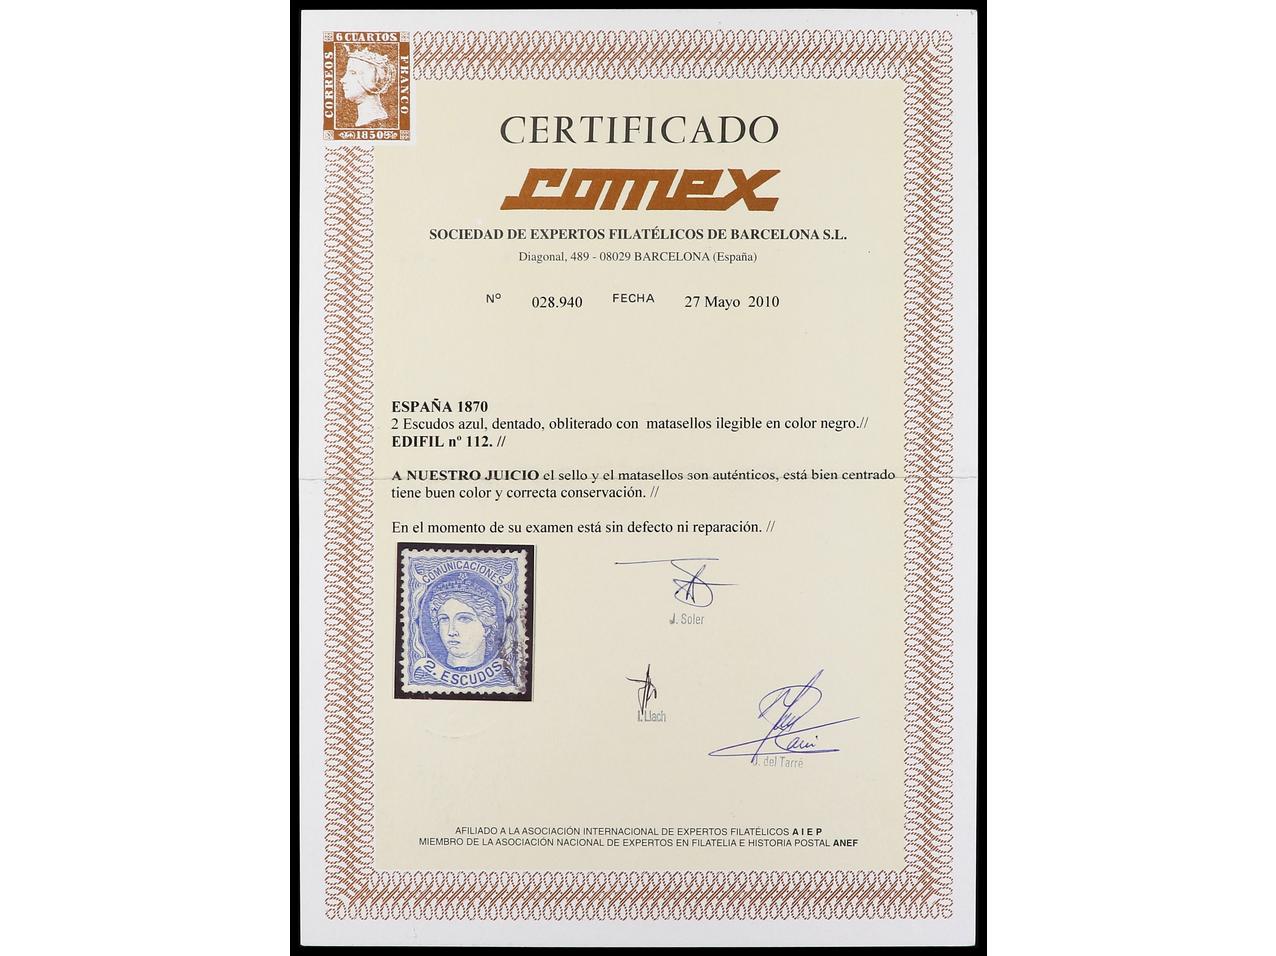 6 CUARTOS
CORREOS
FRANCO
1850
CERTIFICADO
comex
SOCIEDAD DE EXPERTOS FILATÉLICOS DE BARCELONA S.L.
Diagonal, 489 - 08029 BARCELONA (España)
Nº 028.940 FECHA 27 Mayo 2010
ESPAÑA 1870
2 Escudos azul, dentado, obliterado con matasellos ilegible en color negro.//
EDIFIL nº 112. //
A NUESTRO JUICIO el sello y el matasellos son auténticos, está bien centrado
tiene buen color y correcta conservación. //
En el momento de su examen está sin defecto ni reparación. //
COMUNICACIONES
2. ESCUDOS
J. Soler
I. Llach
J. del Tarré
AFILIADO A LA ASOCIACIÓN INTERNACIONAL DE EXPERTOS FILATÉLICOS A I E P
MIEMBRO DE LA ASOCIACIÓN NACIONAL DE EXPERTOS EN FILATELIA E HISTORIA POSTAL ANEF